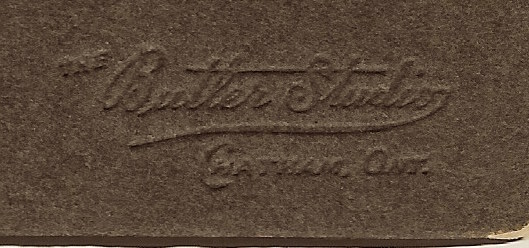 THE Butler Studio
CHATHAM, ONT.